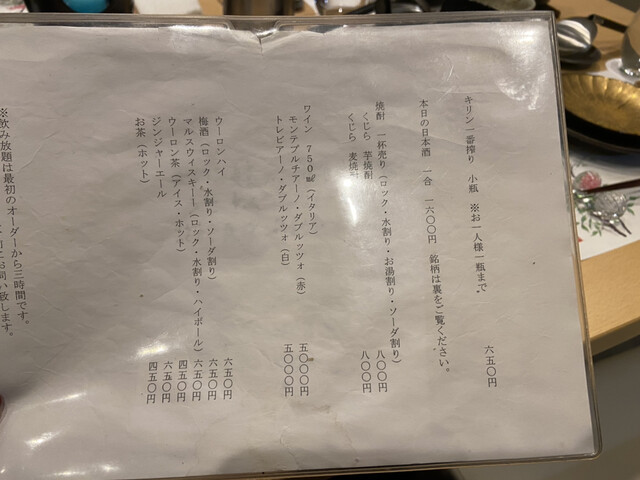 キリン一番搾り　小瓶　※お一人様一瓶まで　六五〇円
本日の日本酒　一合　一六〇〇円　銘柄は裏をご覧ください。
焼酎　一杯売り（ロック・水割り・お湯割り・ソーダ割り）
くじら　芋焼酎　八〇〇円
くじら　麦焼　八〇〇円
ワイン　７５０㎖（イタリア）
モンテプルチアーノ・ダブルッツォ（赤）　五〇〇〇円
トレビアーノ・ダブルッツォ（白）　五〇〇〇円
ウーロンハイ　六五〇円
梅酒（ロック・水割り・ソーダ割り）　六五〇円
マルスウィスキー（ロック・水割り・ハイボール）　六五〇円
ウーロン茶（アイス・ホット）　四五〇円
ジンジャーエール　六五〇円
お茶（ホット）　四五〇円
※飲み放題は最初のオーダーから三時間です。
お伺い致します。